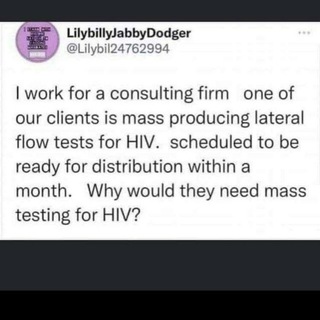 LilybillyJabbyDodger
@Lilybil24762994
I work for a consulting firm one of
our clients is mass producing lateral
flow tests for HIV. scheduled to be
ready for distribution within a
month. Why would they need mass
testing for HIV?